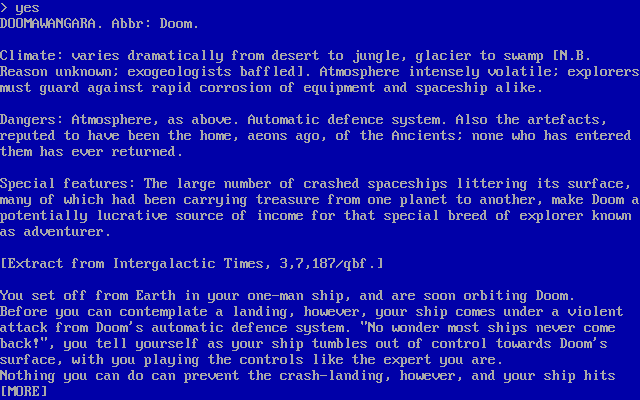 > yes
DOOMAWANGARA. Abbr: Doom.
Climate: varies dramatically from desert to jungle, glacier to swamp [N.B.
Reason unknown; exogeologists baffled]. Atmosphere intensely volatile; explorers
must guard against rapid corrosion of equipment and spaceship alike.
Dangers: Atmosphere, as above. Automatic defence system. Also the artefacts,
reputed to have been the home, aeons ago, of the Ancients; none who has entered
them has ever returned.
Special features: The large number of crashed spaceships littering its surface,
many of which had been carrying treasure from one planet to another, make Doom a
potentially lucrative source of income for that special breed of explorer known
as adventurer.
[Extract from Intergalactic Times, 3,7,187/qbf.]
You set off from Earth in your one-man ship, and are soon orbiting Doom.
Before you can contemplate a landing, however, your ship comes under a violent
attack from Doom's automatic defence system. "No wonder most ships never come
back!", you tell yourself as your ship tumbles out of control towards Doom's
surface, with you playing the controls like the expert you are.
Nothing you can do can prevent the crash-landing, however, and your ship hits
[MORE]